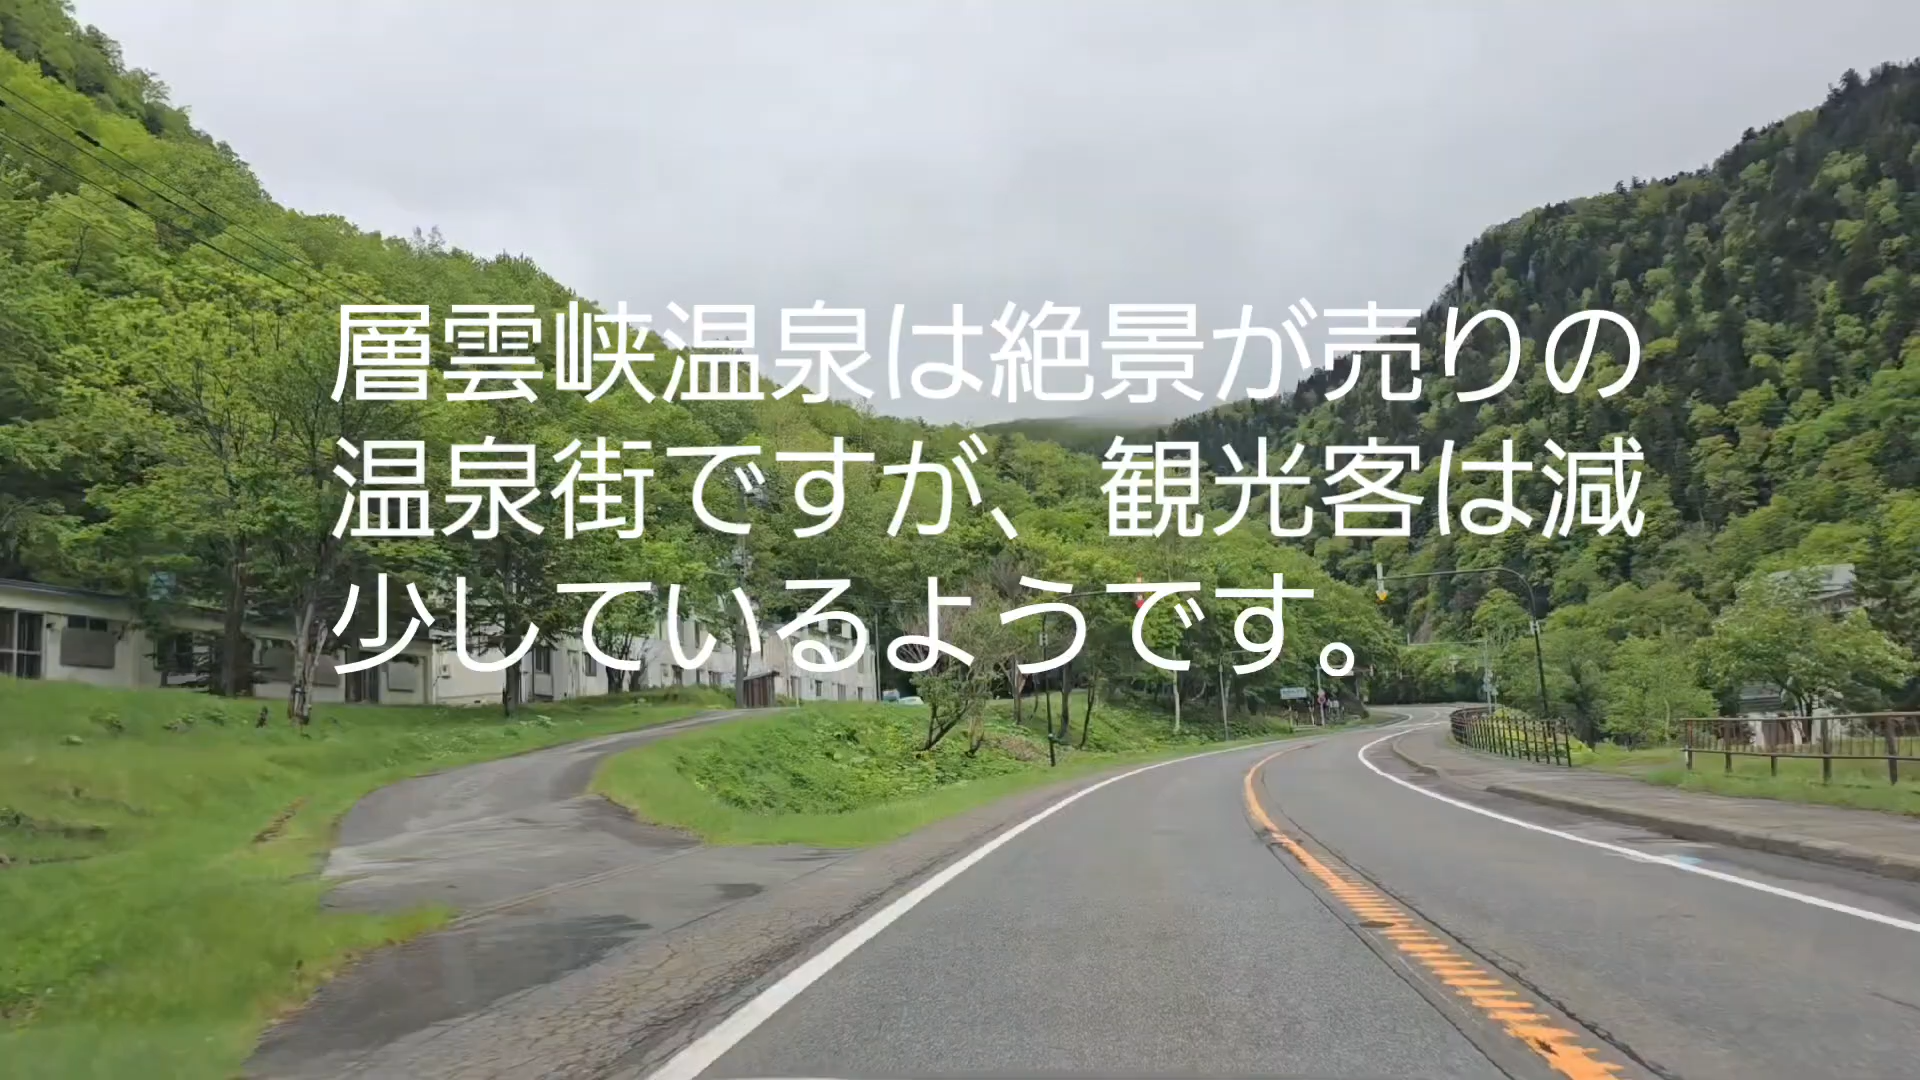 層雲峡温泉は絶景が売りの
温泉街ですが、観光客は減
少しているようです。